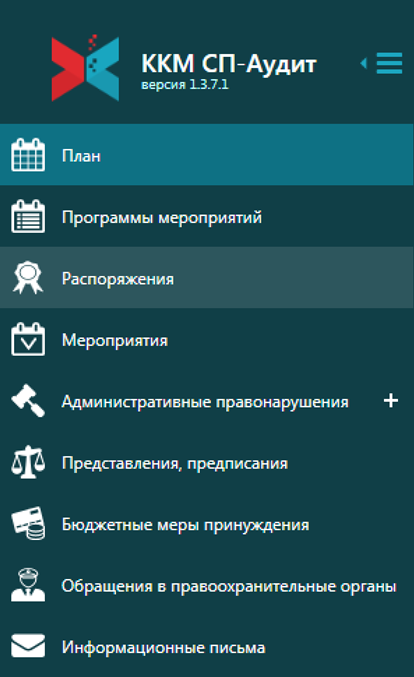 ККМ СП-Аудит
версия 1.3.7.1
План
Программы мероприятий
Распоряжения
Мероприятия
Административные правонарушения +
Представления, предписания
Бюджетные меры принуждения
Обращения в правоохранительные органы
Информационные письма